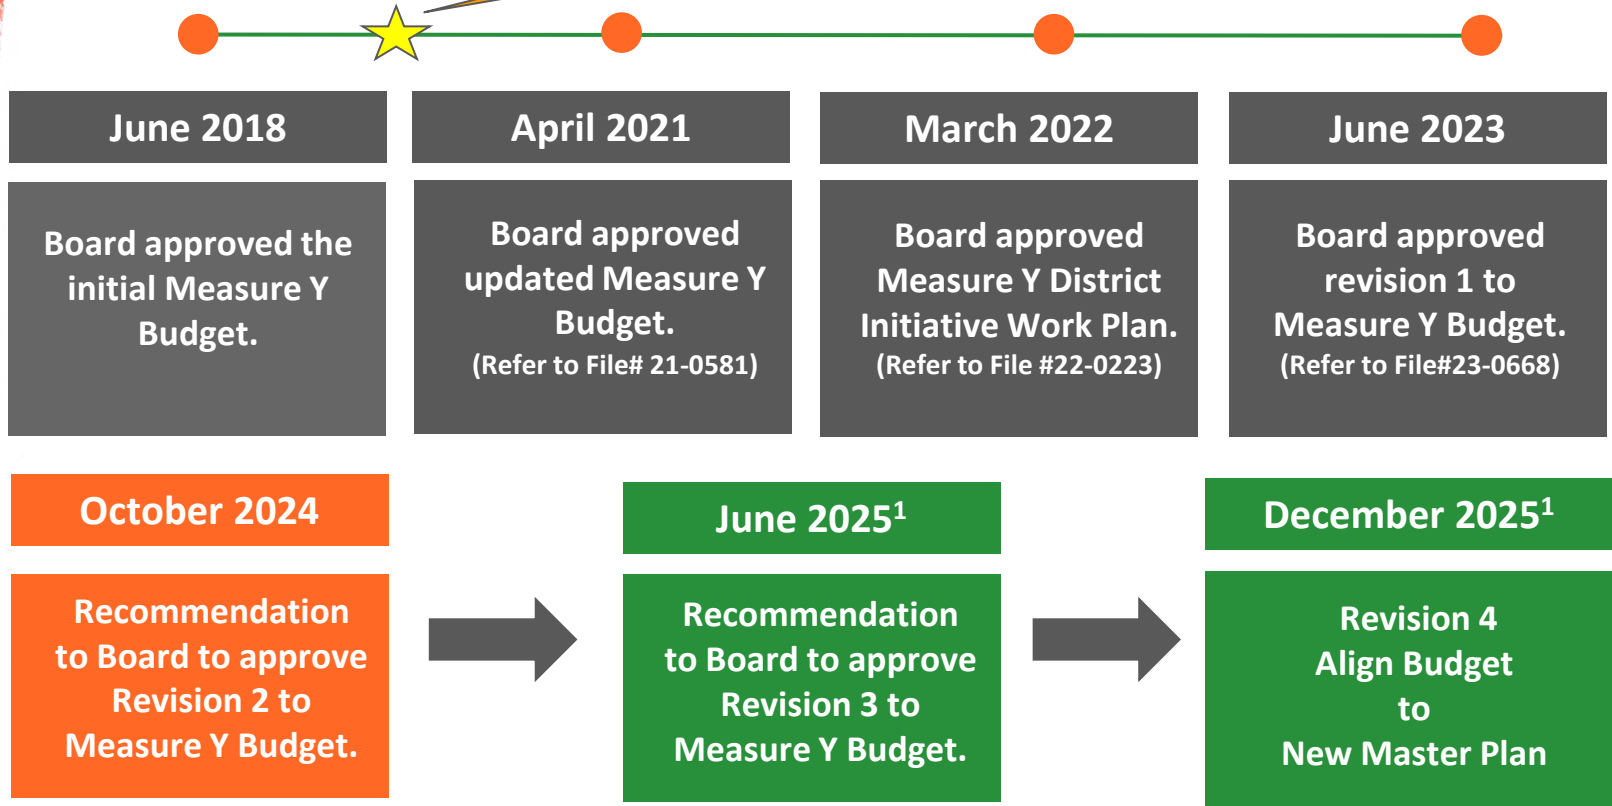 June 2018
Board approved the
initial Measure Y
Budget.
April 2021
Board approved
updated Measure Y
Budget.
(Refer to File# 21-0581)
March 2022
Board approved
Measure Y District
Initiative Work Plan.
(Refer to File #22-0223)
June 2023
Board approved
revision 1 to
Measure Y Budget.
(Refer to File#23-0668)
October 2024
Recommendation
to Board to approve
Revision 2 to
Measure Y Budget.
June 2025¹
Recommendation
to Board to approve
Revision 3 to
Measure Y Budget.
December 2025¹
Revision 4
Align Budget
to
New Master Plan